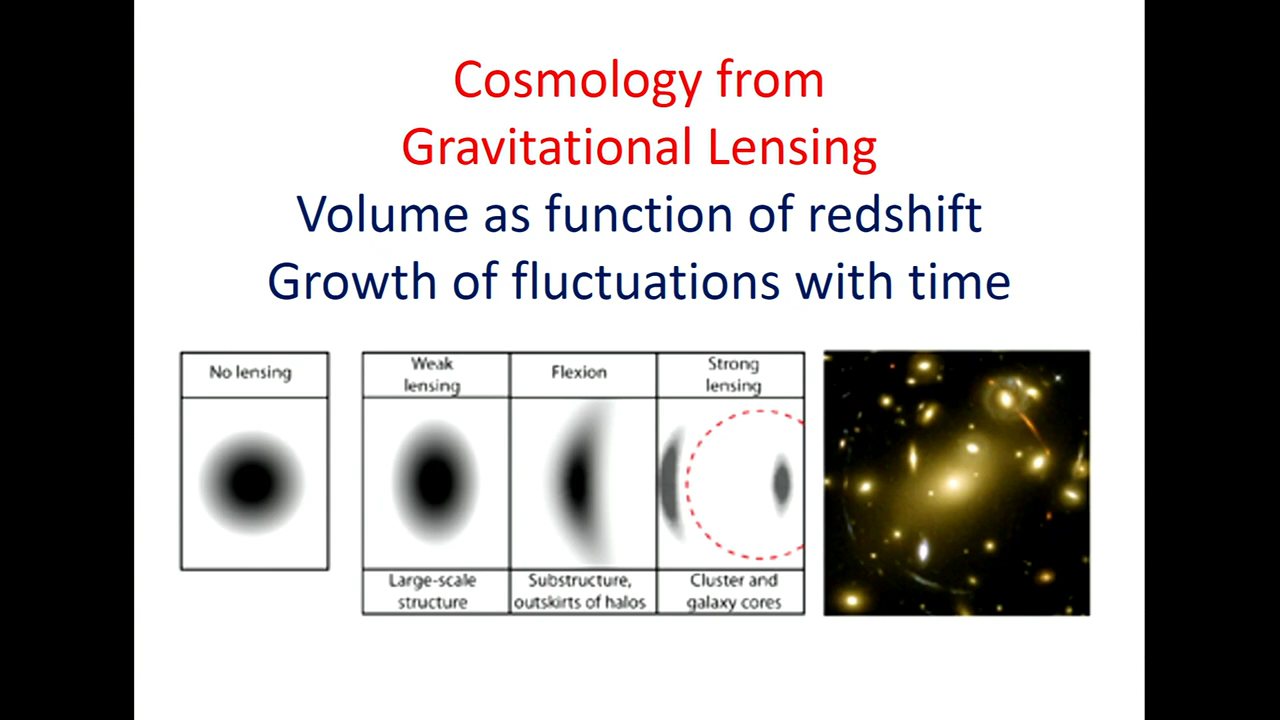 Cosmology from
Gravitational Lensing
Volume as function of redshift
Growth of fluctuations with time
No lensing
Weak
lensing
Flexion
Strong
lensing
Large-scale
structure
Substructure,
outskirts of halos
Cluster and
galaxy cores